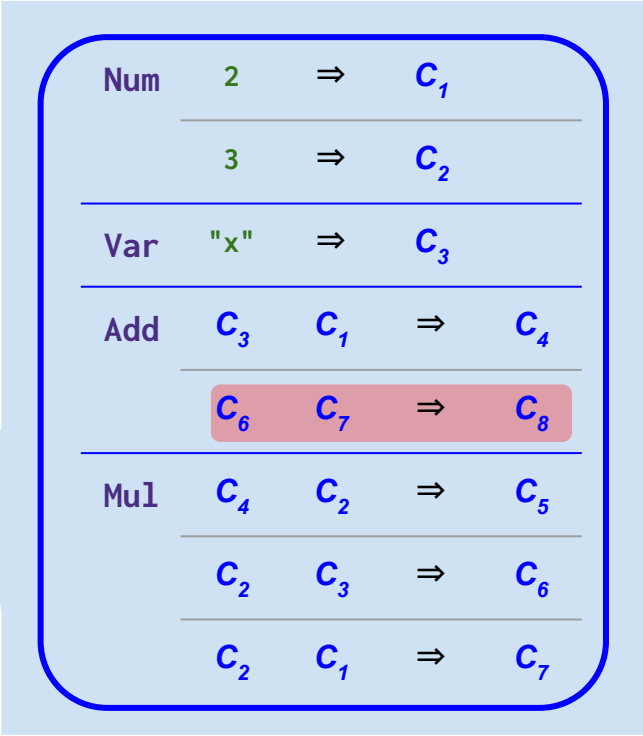 Num 2 ⇒ C₁
3 ⇒ C₂
Var "x" ⇒ C₃
Add C₃ C₁ ⇒ C₄
C₆ C₇ ⇒ C₈
Mul C₄ C₂ ⇒ C₅
C₂ C₃ ⇒ C₆
C₂ C₁ ⇒ C₇